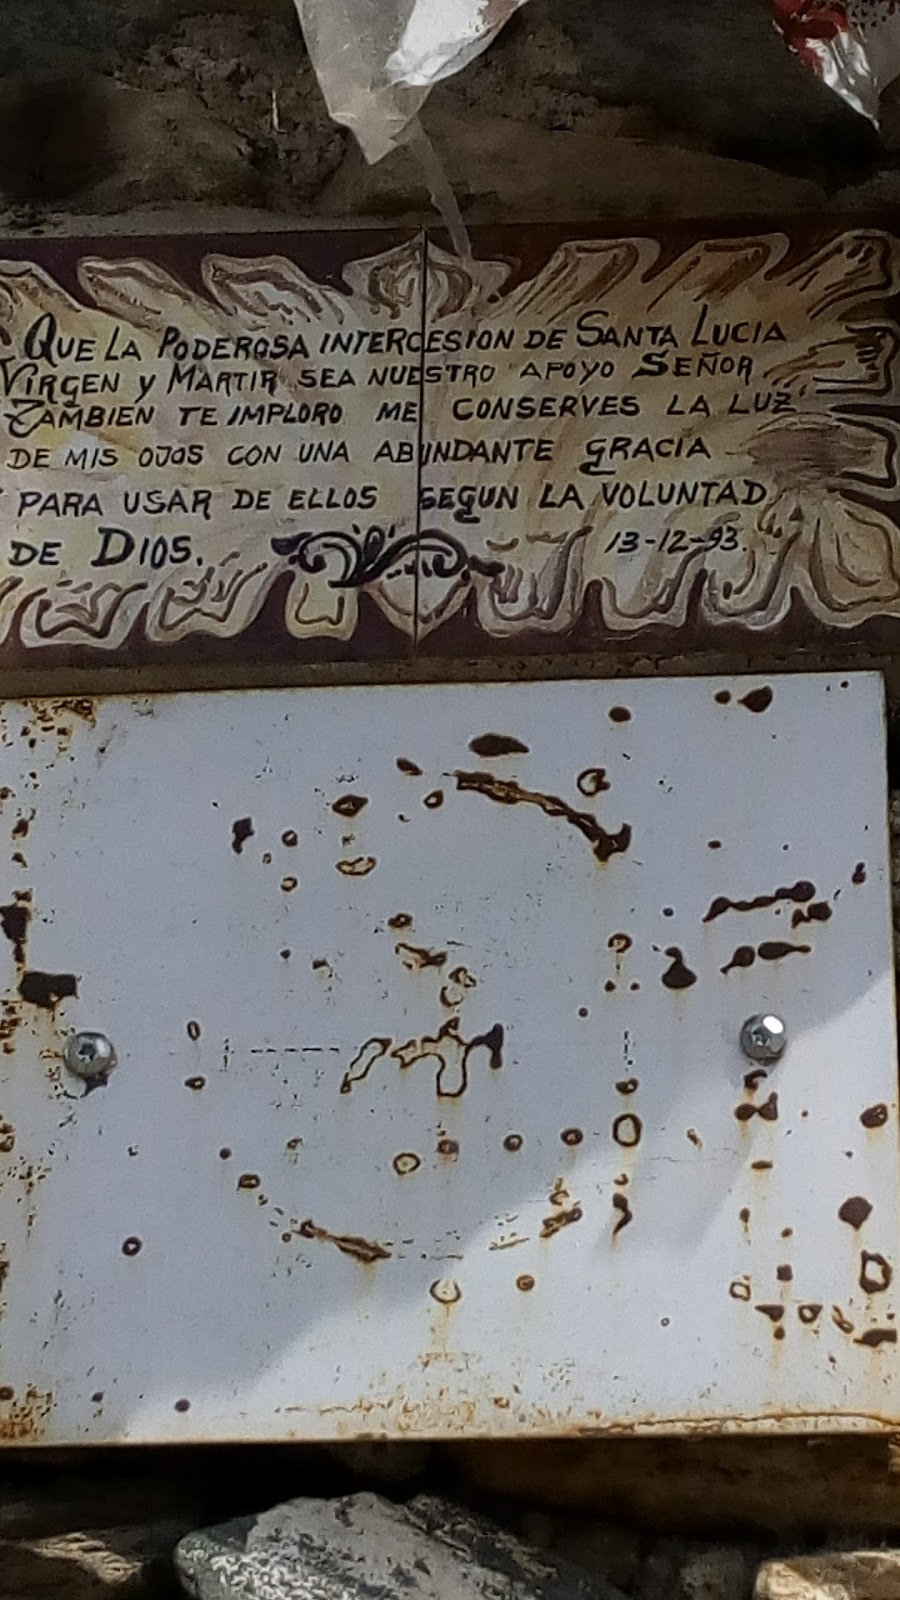 QUE LA PODEROSA INTERCESION DE SANTA LUCIA
VIRGEN Y MARTIR SEA NUESTRO APOYO SEÑOR
TAMBIEN TE IMPLORO ME CONSERVES LA LUZ
DE MIS OJOS CON UNA ABUNDANTE GRACIA
PARA USAR DE ELLOS SEGUN LA VOLUNTAD
DE DIOS.
13-12-93.